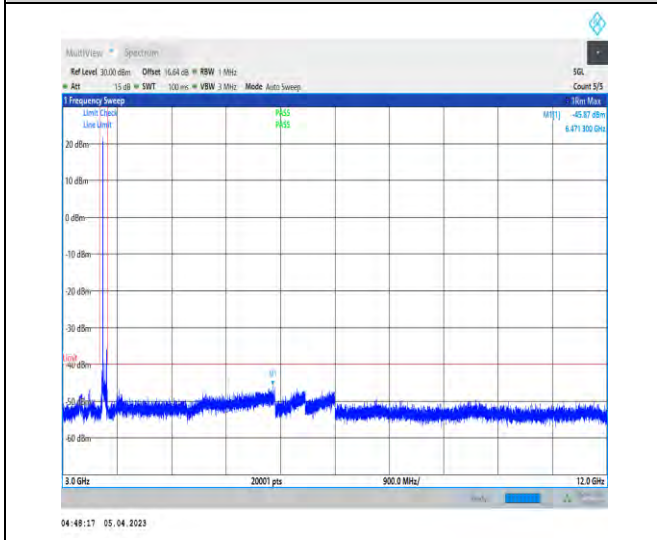 MultiView Spectrum
Ref Level 30.00 dBm Offset 16.64 dB RBW 1 MHz SGL
Att 15 dB SWT 100 ms VBW 3 MHz Mode Auto Sweep Count 5/5
1 Frequency Sweep 1Rm Max
Limit Check PASS M1[1] -45.87 dBm
Line Limit PASS 6.471 300 GHz
20 dBm
10 dBm
0 dBm
-10 dBm
-20 dBm
-30 dBm
Limit
-40 dBm
M1
-50 dBm
-60 dBm
3.0 GHz 20001 pts 900.0 MHz/ 12.0 GHz
Ready
04:48:17 05.04.2023